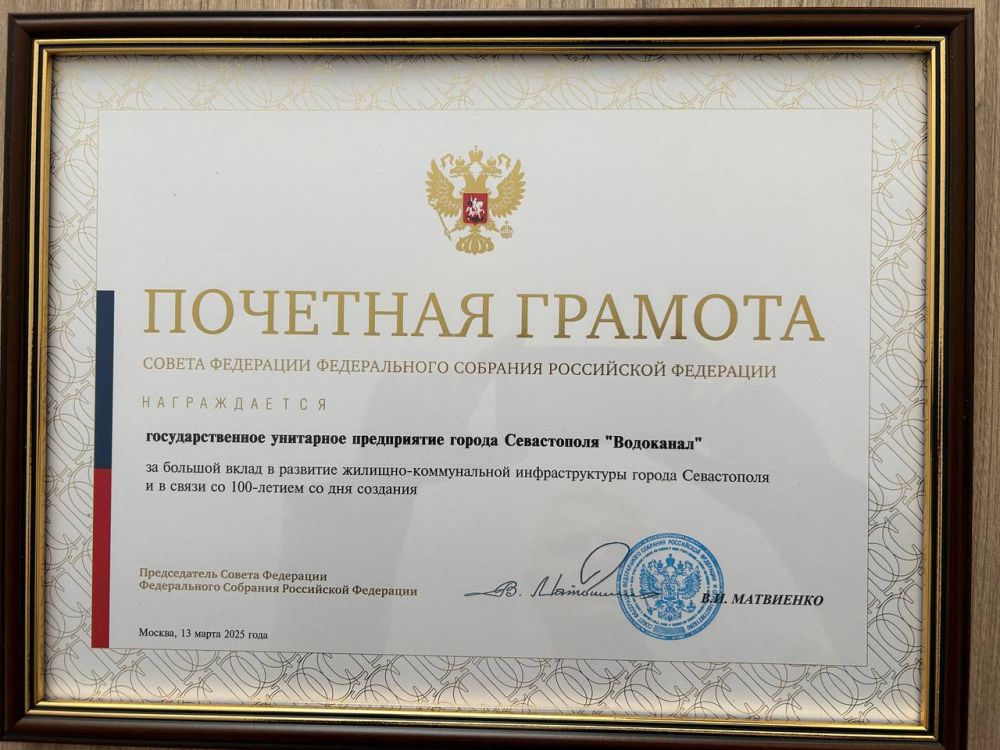 ПОЧЕТНАЯ ГРАМОТА
СОВЕТА ФЕДЕРАЦИИ ФЕДЕРАЛЬНОГО СОБРАНИЯ РОССИЙСКОЙ ФЕДЕРАЦИИ
НАГРАЖДАЕТСЯ
государственное унитарное предприятие города Севастополя "Водоканал"
за большой вклад в развитие жилищно-коммунальной инфраструктуры города Севастополя
и в связи со 100-летием со дня создания
Председатель Совета Федерации
Федерального Собрания Российской Федерации
В.И. МАТВИЕНКО
Москва, 13 марта 2025 года